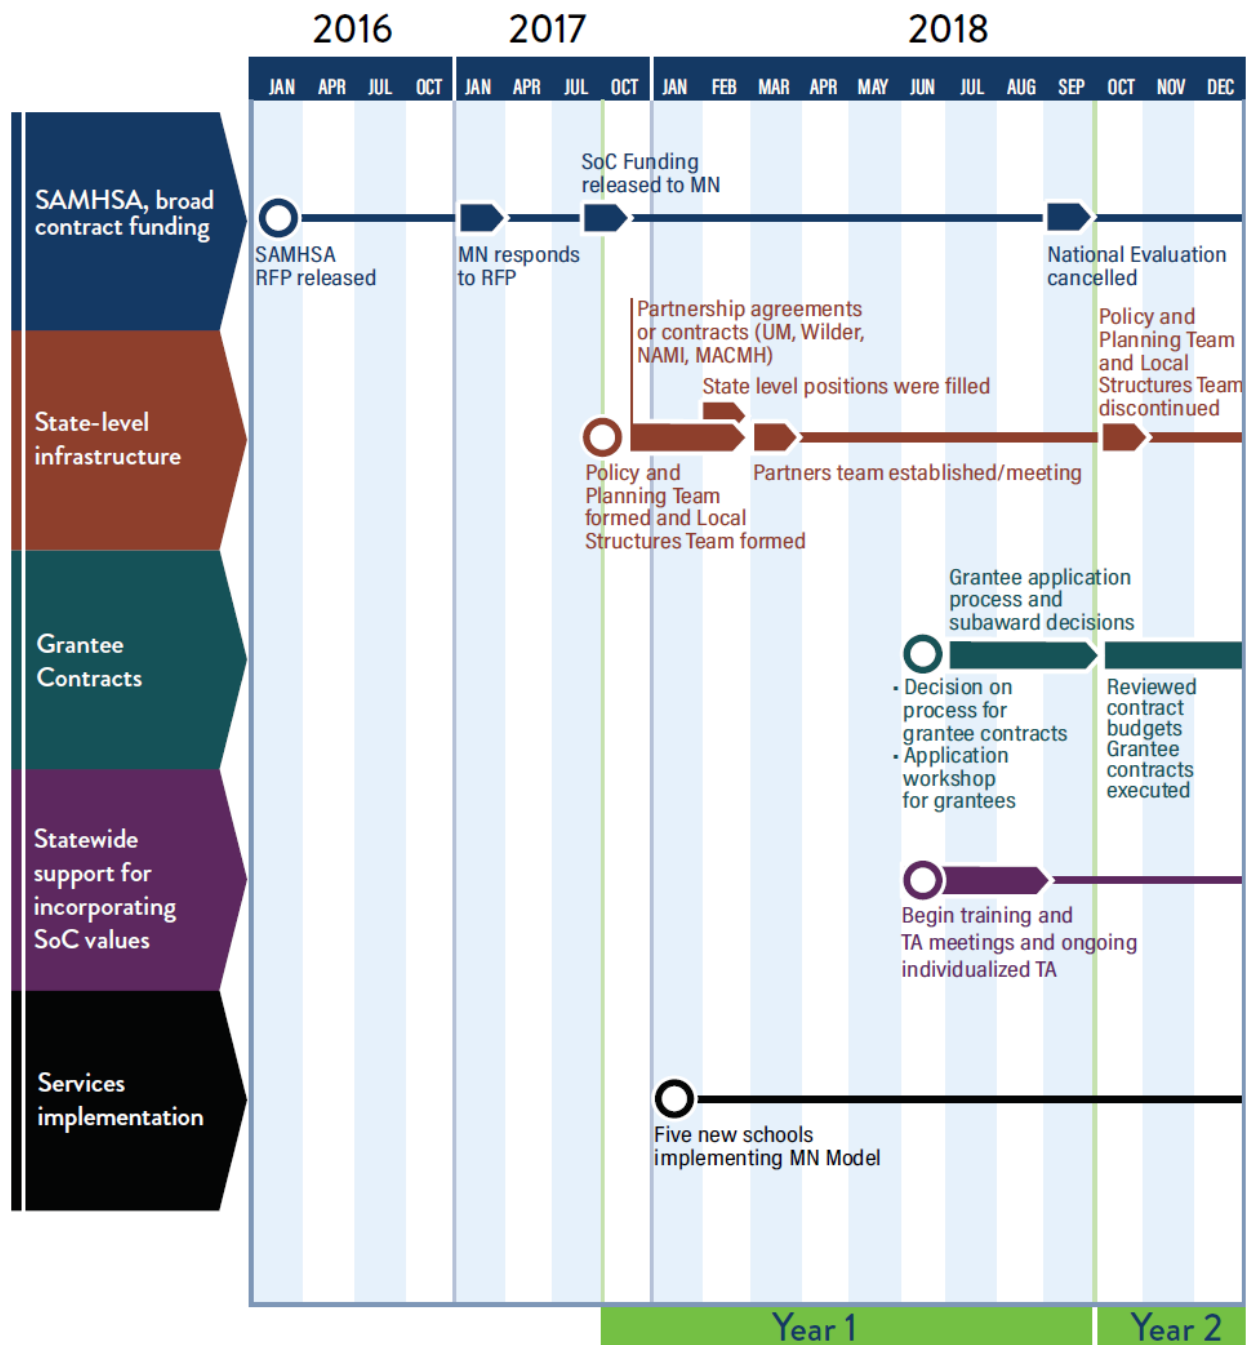 2016 2017 2018
JAN APR JUL OCT JAN APR JUL OCT JAN FEB MAR APR MAY JUN JUL AUG SEP OCT NOV DEC
SAMHSA, broad
contract funding
SoC Funding
released to MN
SAMHSA
RFP released
MN responds
to RFP
National Evaluation
cancelled
State-level
infrastructure
Partnership agreements
or contracts (UM, Wilder,
NAMI, MACMH)
State level positions were filled
Policy and
Planning Team
and Local
Structures Team
discontinued
Policy and
Planning Team
formed and Local
Structures Team formed
Partners team established/meeting
Grantee
Contracts
Grantee application
process and
subaward decisions
· Decision on
process for
grantee contracts
· Application
workshop
for grantees
Reviewed
contract
budgets
Grantee
contracts
executed
Statewide
support for
incorporating
SoC values
Begin training and
TA meetings and ongoing
individualized TA
Services
implementation
Five new schools
implementing MN Model
Year 1 Year 2